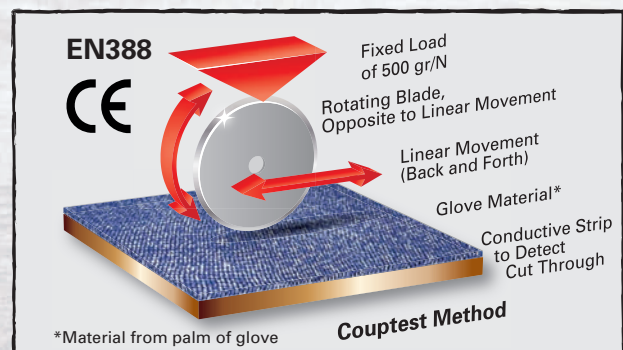 EN388
CE
Fixed Load
of 500 gr/N
Rotating Blade,
Opposite to Linear Movement
Linear Movement
(Back and Forth)
Glove Material*
Conductive Strip
to Detect
Cut Through
*Material from palm of glove
Couptest Method